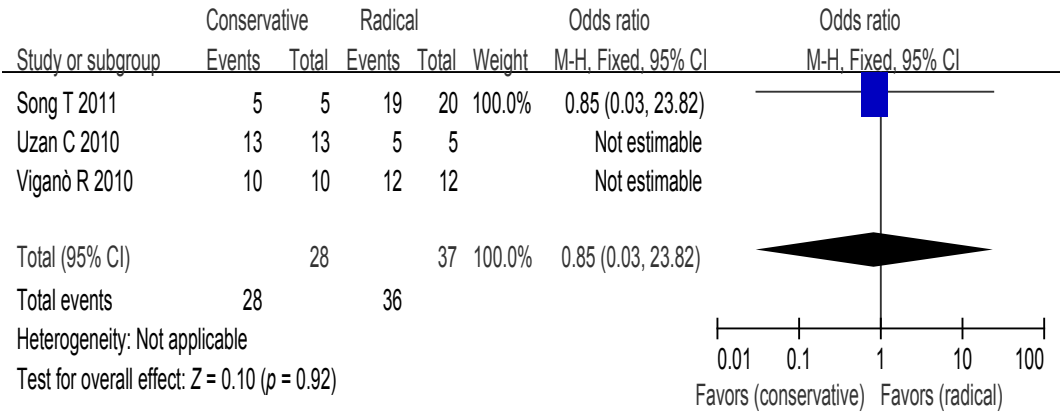 Conservative Radical Odds ratio Odds ratio
Study or subgroup Events Total Events Total Weight M-H, Fixed, 95% CI M-H, Fixed, 95% CI
Song T 2011 5 5 19 20 100.0% 0.85 (0.03, 23.82)
Uzan C 2010 13 13 5 5 Not estimable
Viganò R 2010 10 10 12 12 Not estimable
Total (95% CI) 28 37 100.0% 0.85 (0.03, 23.82)
Total events 28 36
Heterogeneity: Not applicable
Test for overall effect: Z = 0.10 (p = 0.92)
0.01 0.1 1 10 100
Favors (conservative) Favors (radical)